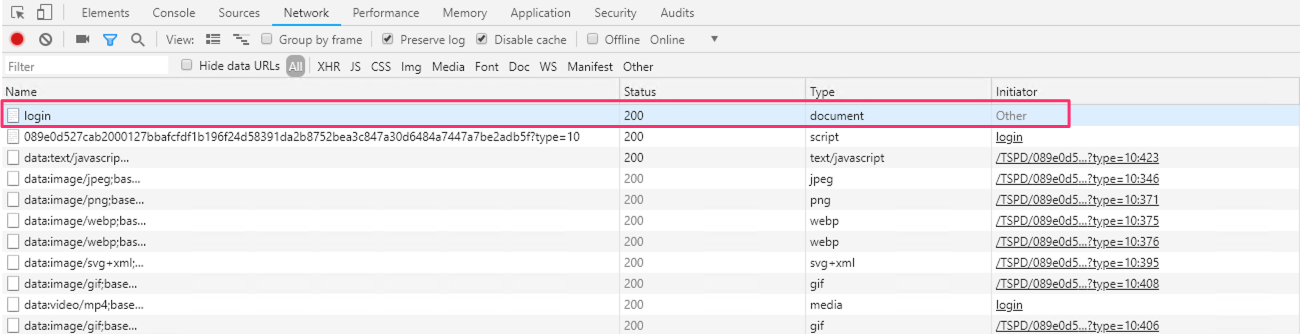 Elements Console Sources Network Performance Memory Application Security Audits
View: Group by frame Preserve log Disable cache Offline Online
Filter Hide data URLs All XHR JS CSS Img Media Font Doc WS Manifest Other
Name Status Type Initiator
login 200 document Other
089e0d527cab2000127bbafcfdf1b196f24d58391da2b8752bea3c847a30d6484a7447a7be2adb5f?type=10 200 script login
data:text/javascrip... 200 text/javascript /TSPD/089e0d5...?type=10:423
data:image/jpeg;bas... 200 jpeg /TSPD/089e0d5...?type=10:346
data:image/png;base... 200 png /TSPD/089e0d5...?type=10:371
data:image/webp;bas... 200 webp /TSPD/089e0d5...?type=10:375
data:image/webp;bas... 200 webp /TSPD/089e0d5...?type=10:376
data:image/svg+xml;... 200 svg+xml /TSPD/089e0d5...?type=10:395
data:image/gif;base... 200 gif /TSPD/089e0d5...?type=10:408
data:video/mp4;base... 200 media login
data:image/gif;base... 200 gif /TSPD/089e0d5...?type=10:406